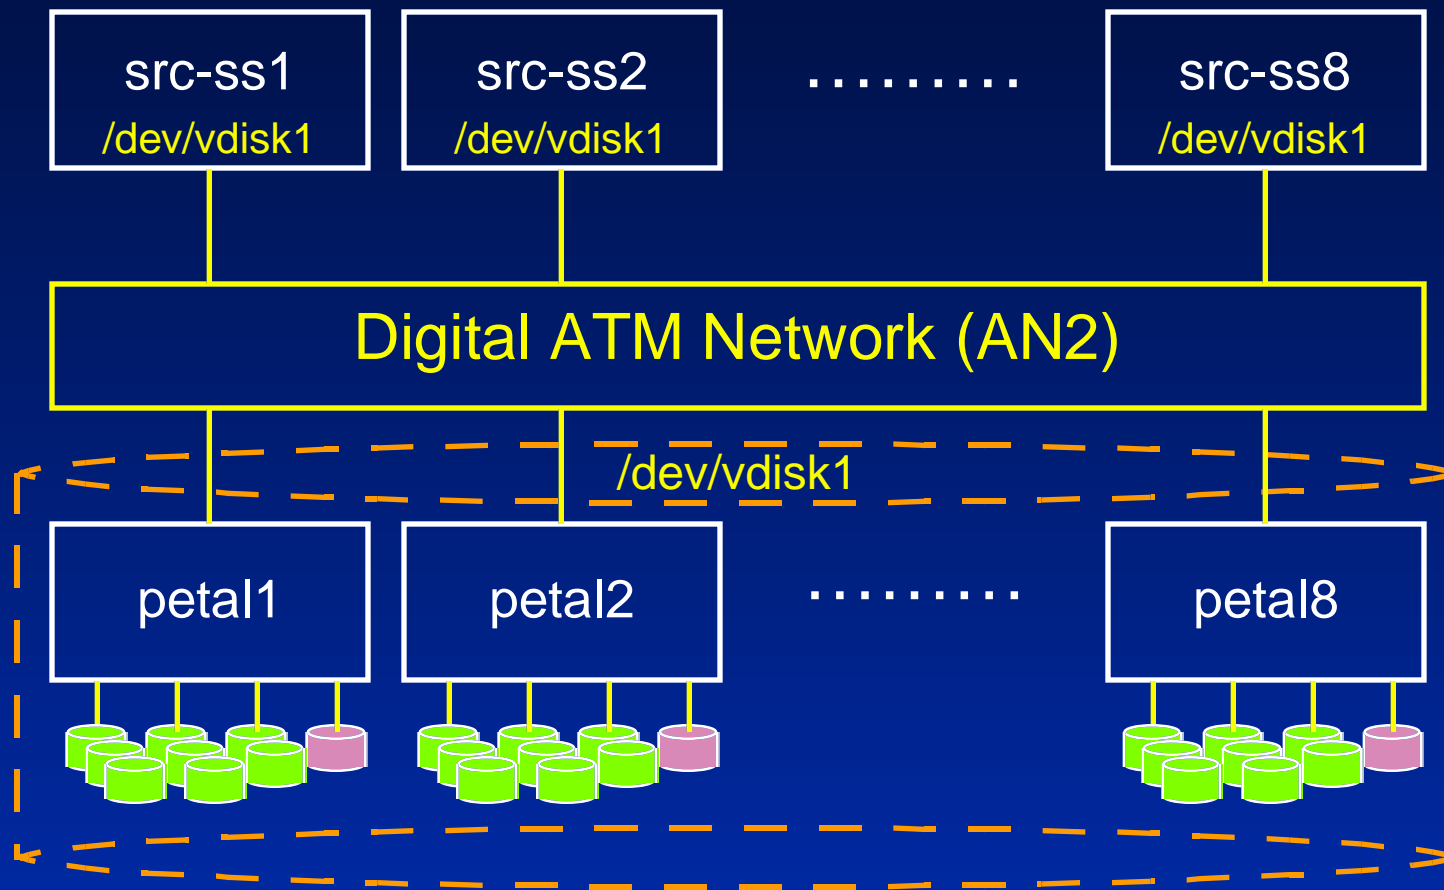 src-ss1
/dev/vdisk1
src-ss2
/dev/vdisk1
.........
src-ss8
/dev/vdisk1
Digital ATM Network (AN2)
/dev/vdisk1
petal1
petal2
.........
petal8